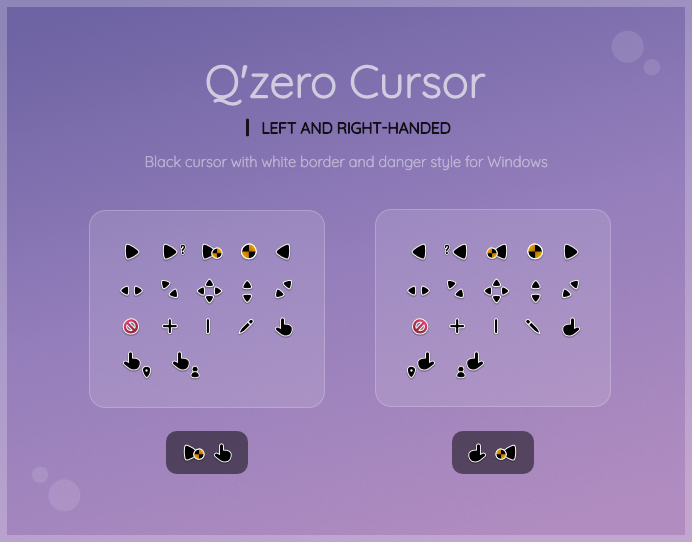 Q'zero Cursor
LEFT AND RIGHT-HANDED
Black cursor with white border and danger style for Windows
?
?